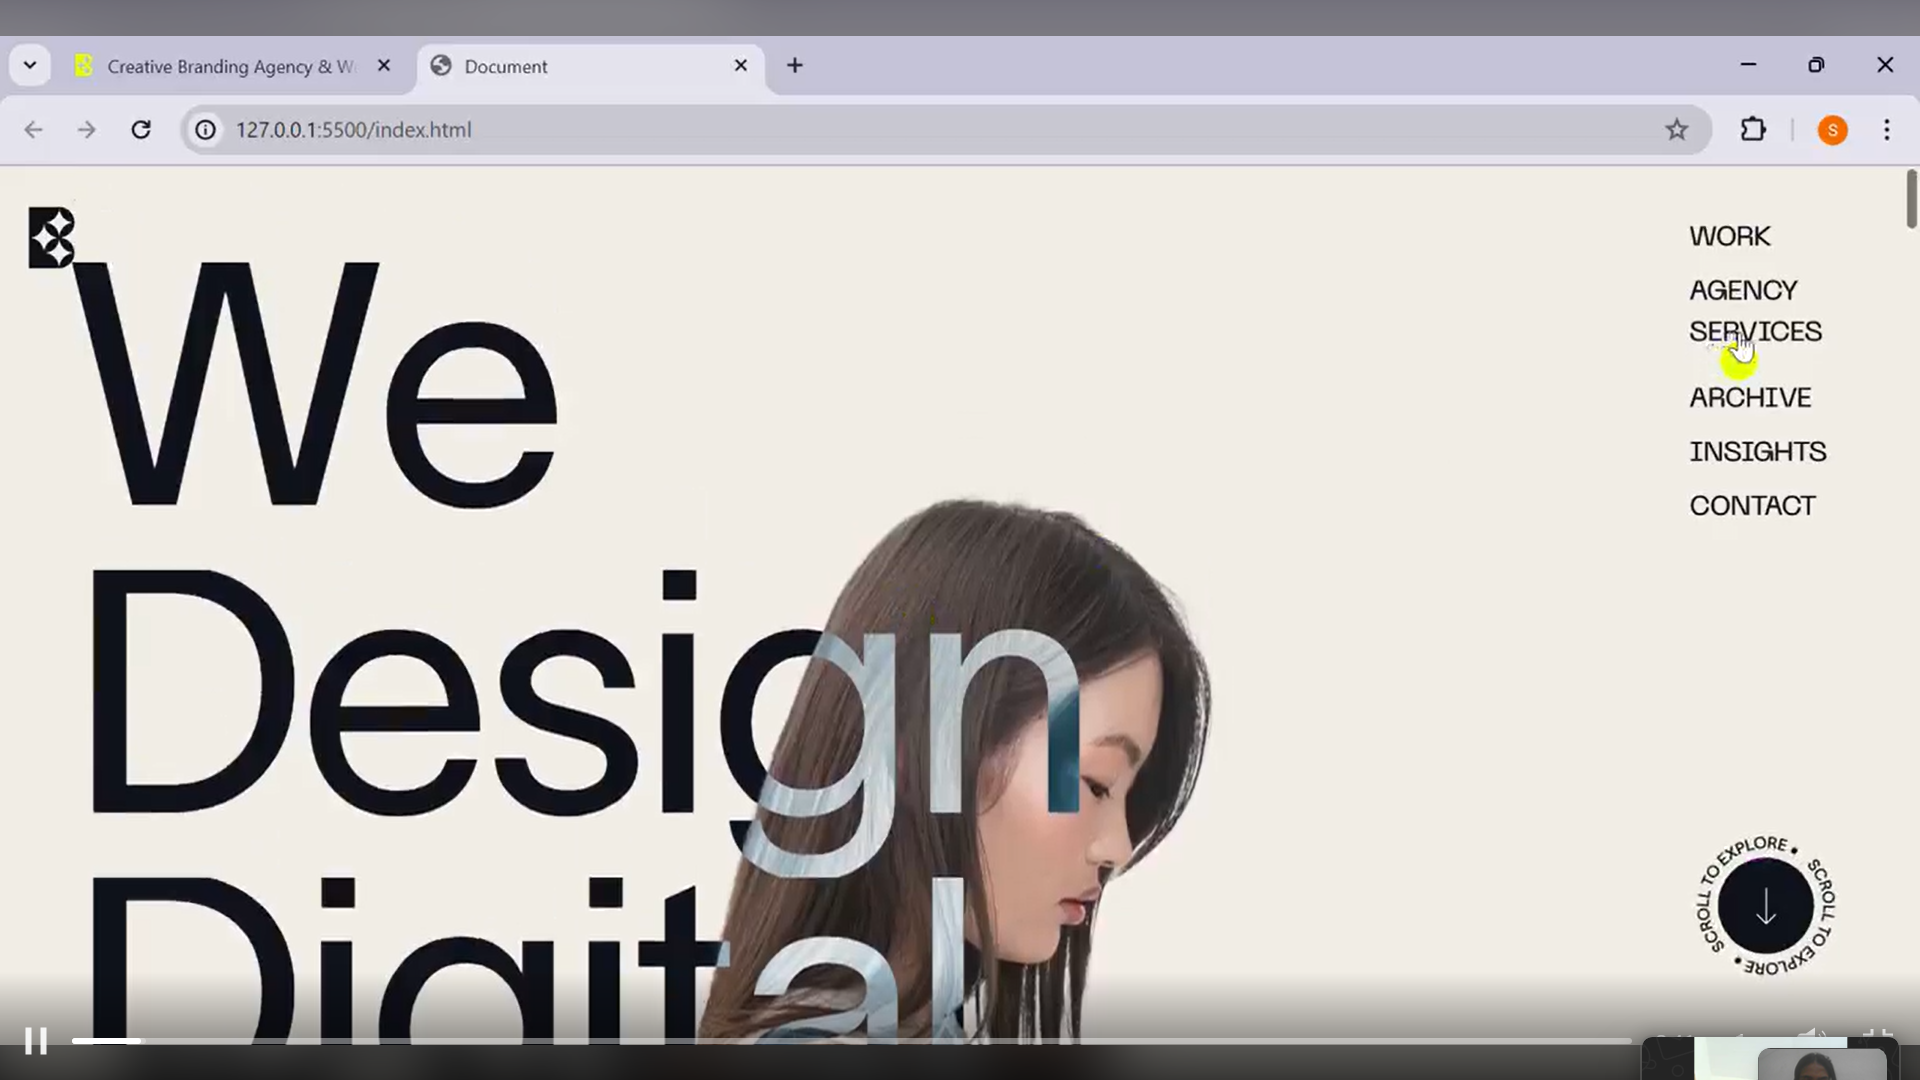 Creative Branding Agency & W
Document
127.0.0.1:5500/index.html
S
WORK
AGENCY
SERVICES
ARCHIVE
INSIGHTS
CONTACT
We
Design
Digital
SCROLL TO EXPLORE • SCROLL TO EXPLORE •